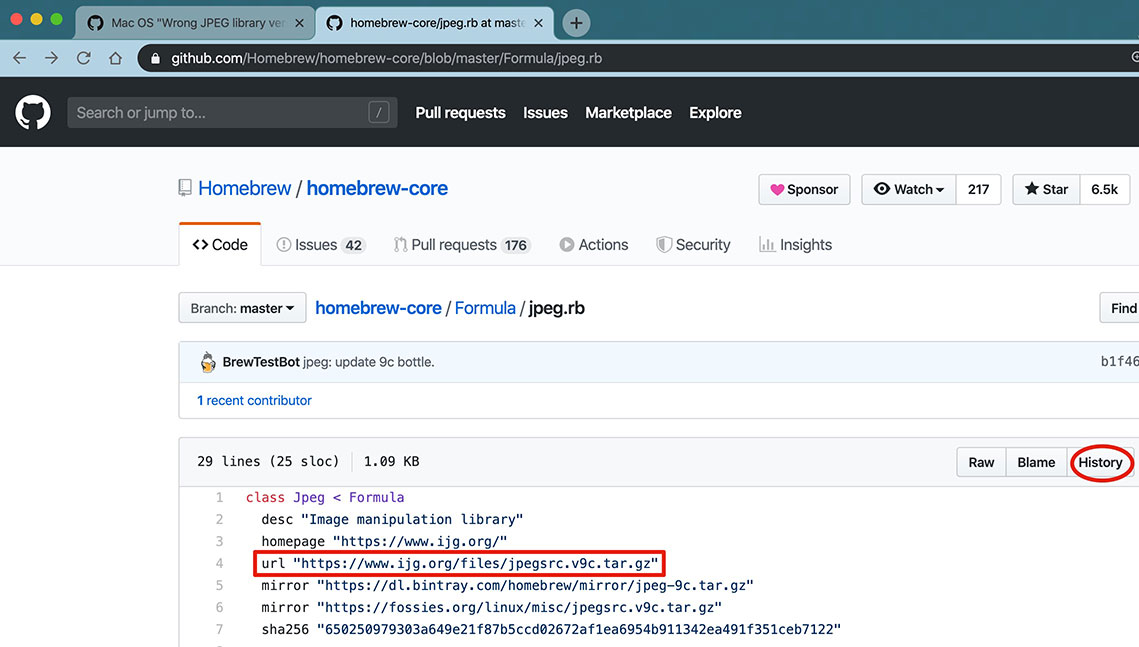 Mac OS "Wrong JPEG library ver
homebrew-core/jpeg.rb at maste
github.com/Homebrew/homebrew-core/blob/master/Formula/jpeg.rb
Search or jump to... / Pull requests Issues Marketplace Explore
Homebrew / homebrew-core Sponsor Watch 217 Star 6.5k
Code Issues 42 Pull requests 176 Actions Security Insights
Branch: master homebrew-core / Formula / jpeg.rb Find
BrewTestBot jpeg: update 9c bottle. b1f46
1 recent contributor
29 lines (25 sloc) 1.09 KB Raw Blame History
1 class Jpeg < Formula
2 desc "Image manipulation library"
3 homepage "https://www.ijg.org/"
4 url "https://www.ijg.org/files/jpegsrc.v9c.tar.gz"
5 mirror "https://dl.bintray.com/homebrew/mirror/jpeg-9c.tar.gz"
6 mirror "https://fossies.org/linux/misc/jpegsrc.v9c.tar.gz"
7 sha256 "650250979303a649e21f87b5ccd02672af1ea6954b911342ea491f351ceb7122"